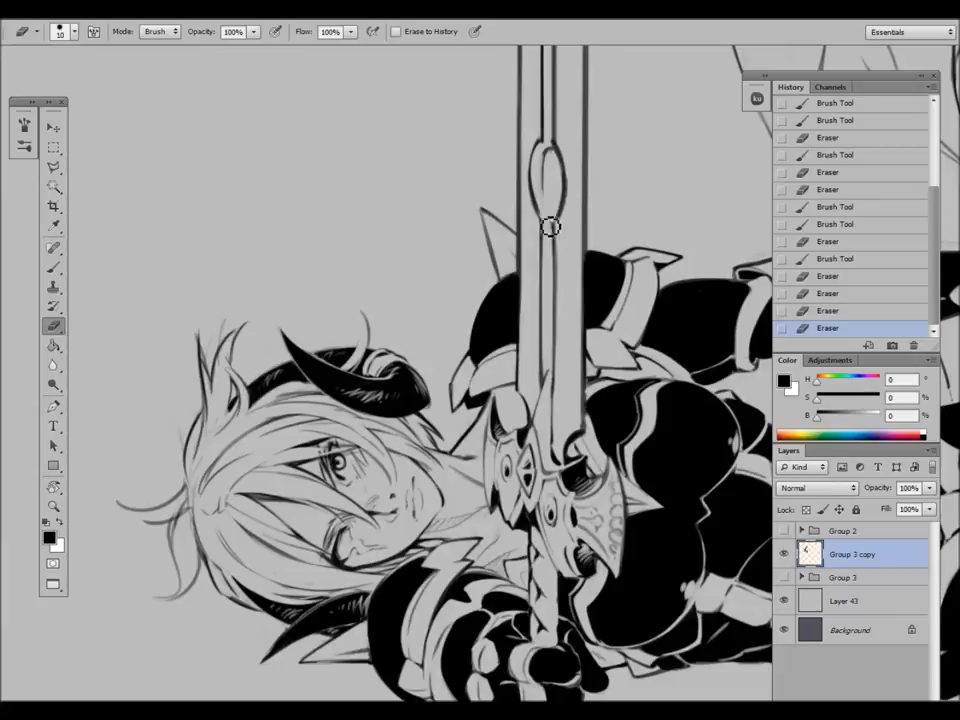 10
Mode: Brush
Opacity: 100%
Flow: 100%
Erase to History
Essentials
History
Channels
ku
Brush Tool
Brush Tool
Eraser
Brush Tool
Eraser
Eraser
Brush Tool
Brush Tool
Eraser
Brush Tool
Eraser
Eraser
Eraser
Eraser
Color
Adjustments
H 0 °
S 0 %
B 0 %
Layers
Kind
Normal
Opacity: 100%
Lock:
Fill: 100%
Group 2
Group 3 copy
Group 3
Layer 43
Background